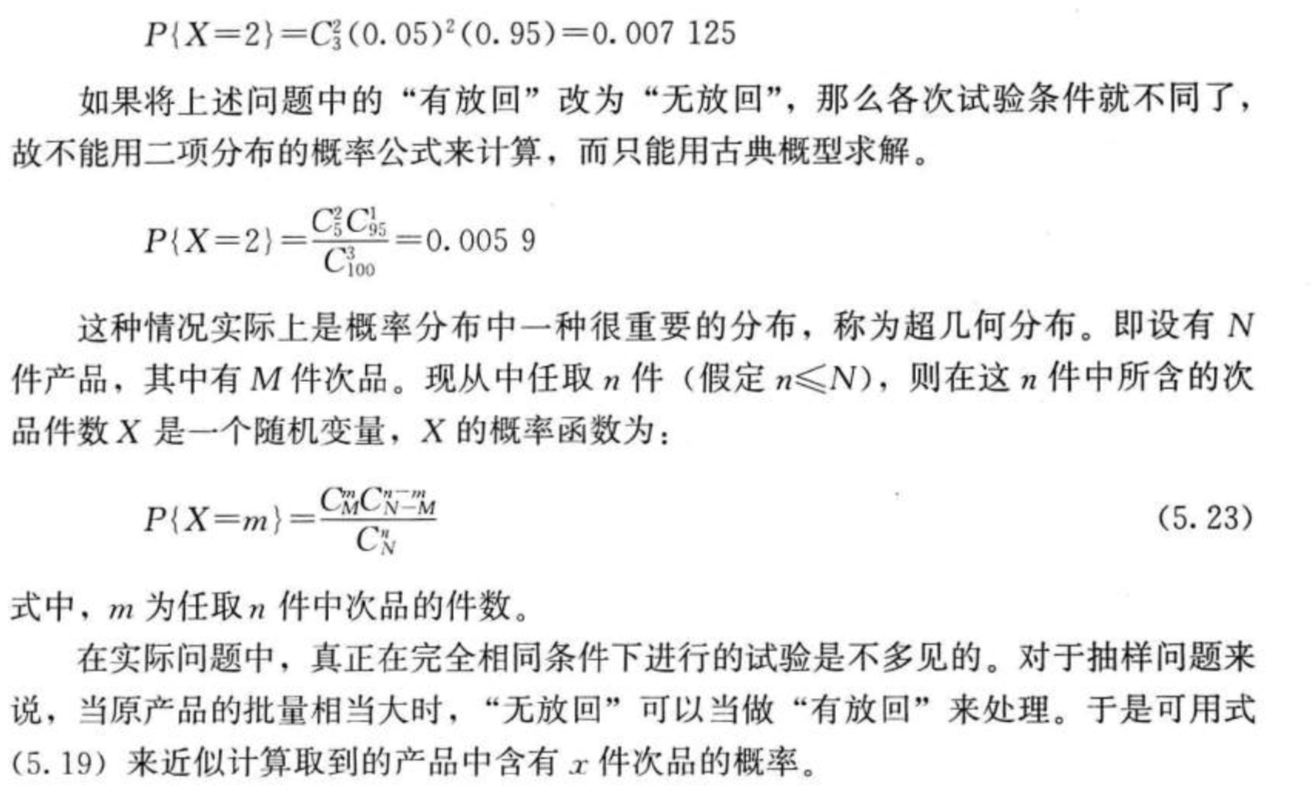 P{X=2}=C₃²(0.05)²(0.95)=0.007 125
如果将上述问题中的“有放回”改为“无放回”，那么各次试验条件就不同了，
故不能用二项分布的概率公式来计算，而只能用古典概型求解。
P{X=2}=\frac{C_5^2 C_{95}^1}{C_{100}^3}=0.005 9
这种情况实际上是概率分布中一种很重要的分布，称为超几何分布。即设有 N
件产品，其中有 M 件次品。现从中任取 n 件（假定 n≤N），则在这 n 件中所含的次
品件数 X 是一个随机变量，X 的概率函数为：
P{X=m}=\frac{C_M^m C_{N-M}^{n-m}}{C_N^n} (5.23)
式中，m 为任取 n 件中次品的件数。
在实际问题中，真正在完全相同条件下进行的试验是不多见的。对于抽样问题来
说，当原产品的批量相当大时，“无放回”可以当做“有放回”来处理。于是可用式
(5.19) 来近似计算取到的产品中含有 x 件次品的概率。